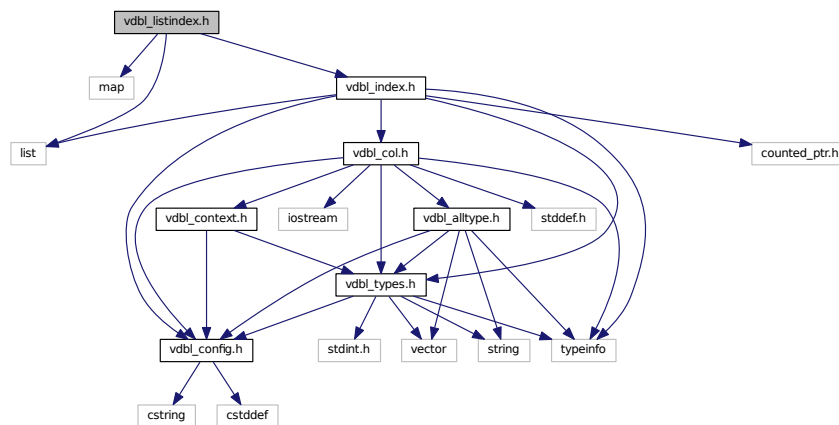 vdbl_listindex.h
map
vdbl_index.h
list
vdbl_col.h
counted_ptr.h
vdbl_context.h
iostream
vdbl_alltype.h
stddef.h
vdbl_types.h
vdbl_config.h
stdint.h
vector
string
typeinfo
cstring
cstddef